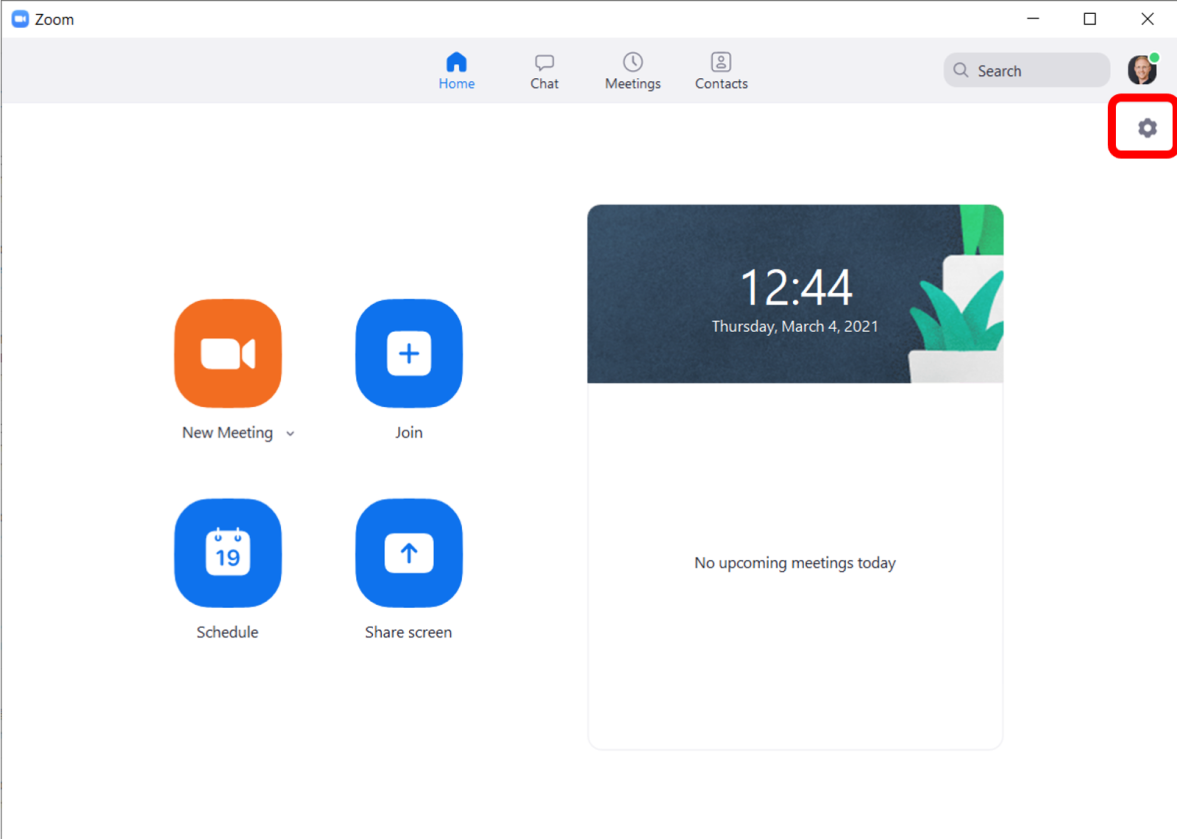 Zoom
Home
Chat
Meetings
Contacts
Search
12:44
Thursday, March 4, 2021
New Meeting
Join
19
Schedule
Share screen
No upcoming meetings today